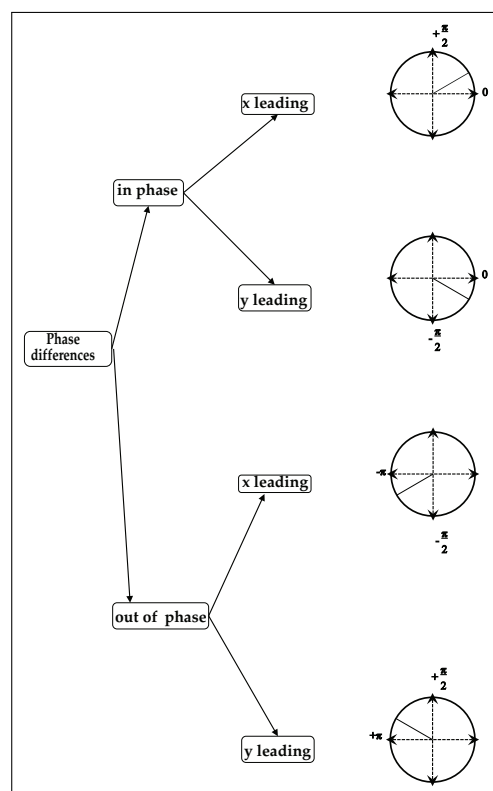 +π/2
x leading
0
in phase
y leading
0
-π/2
Phase
differences
x leading
-π
-π/2
out of phase
+π/2
+π
y leading